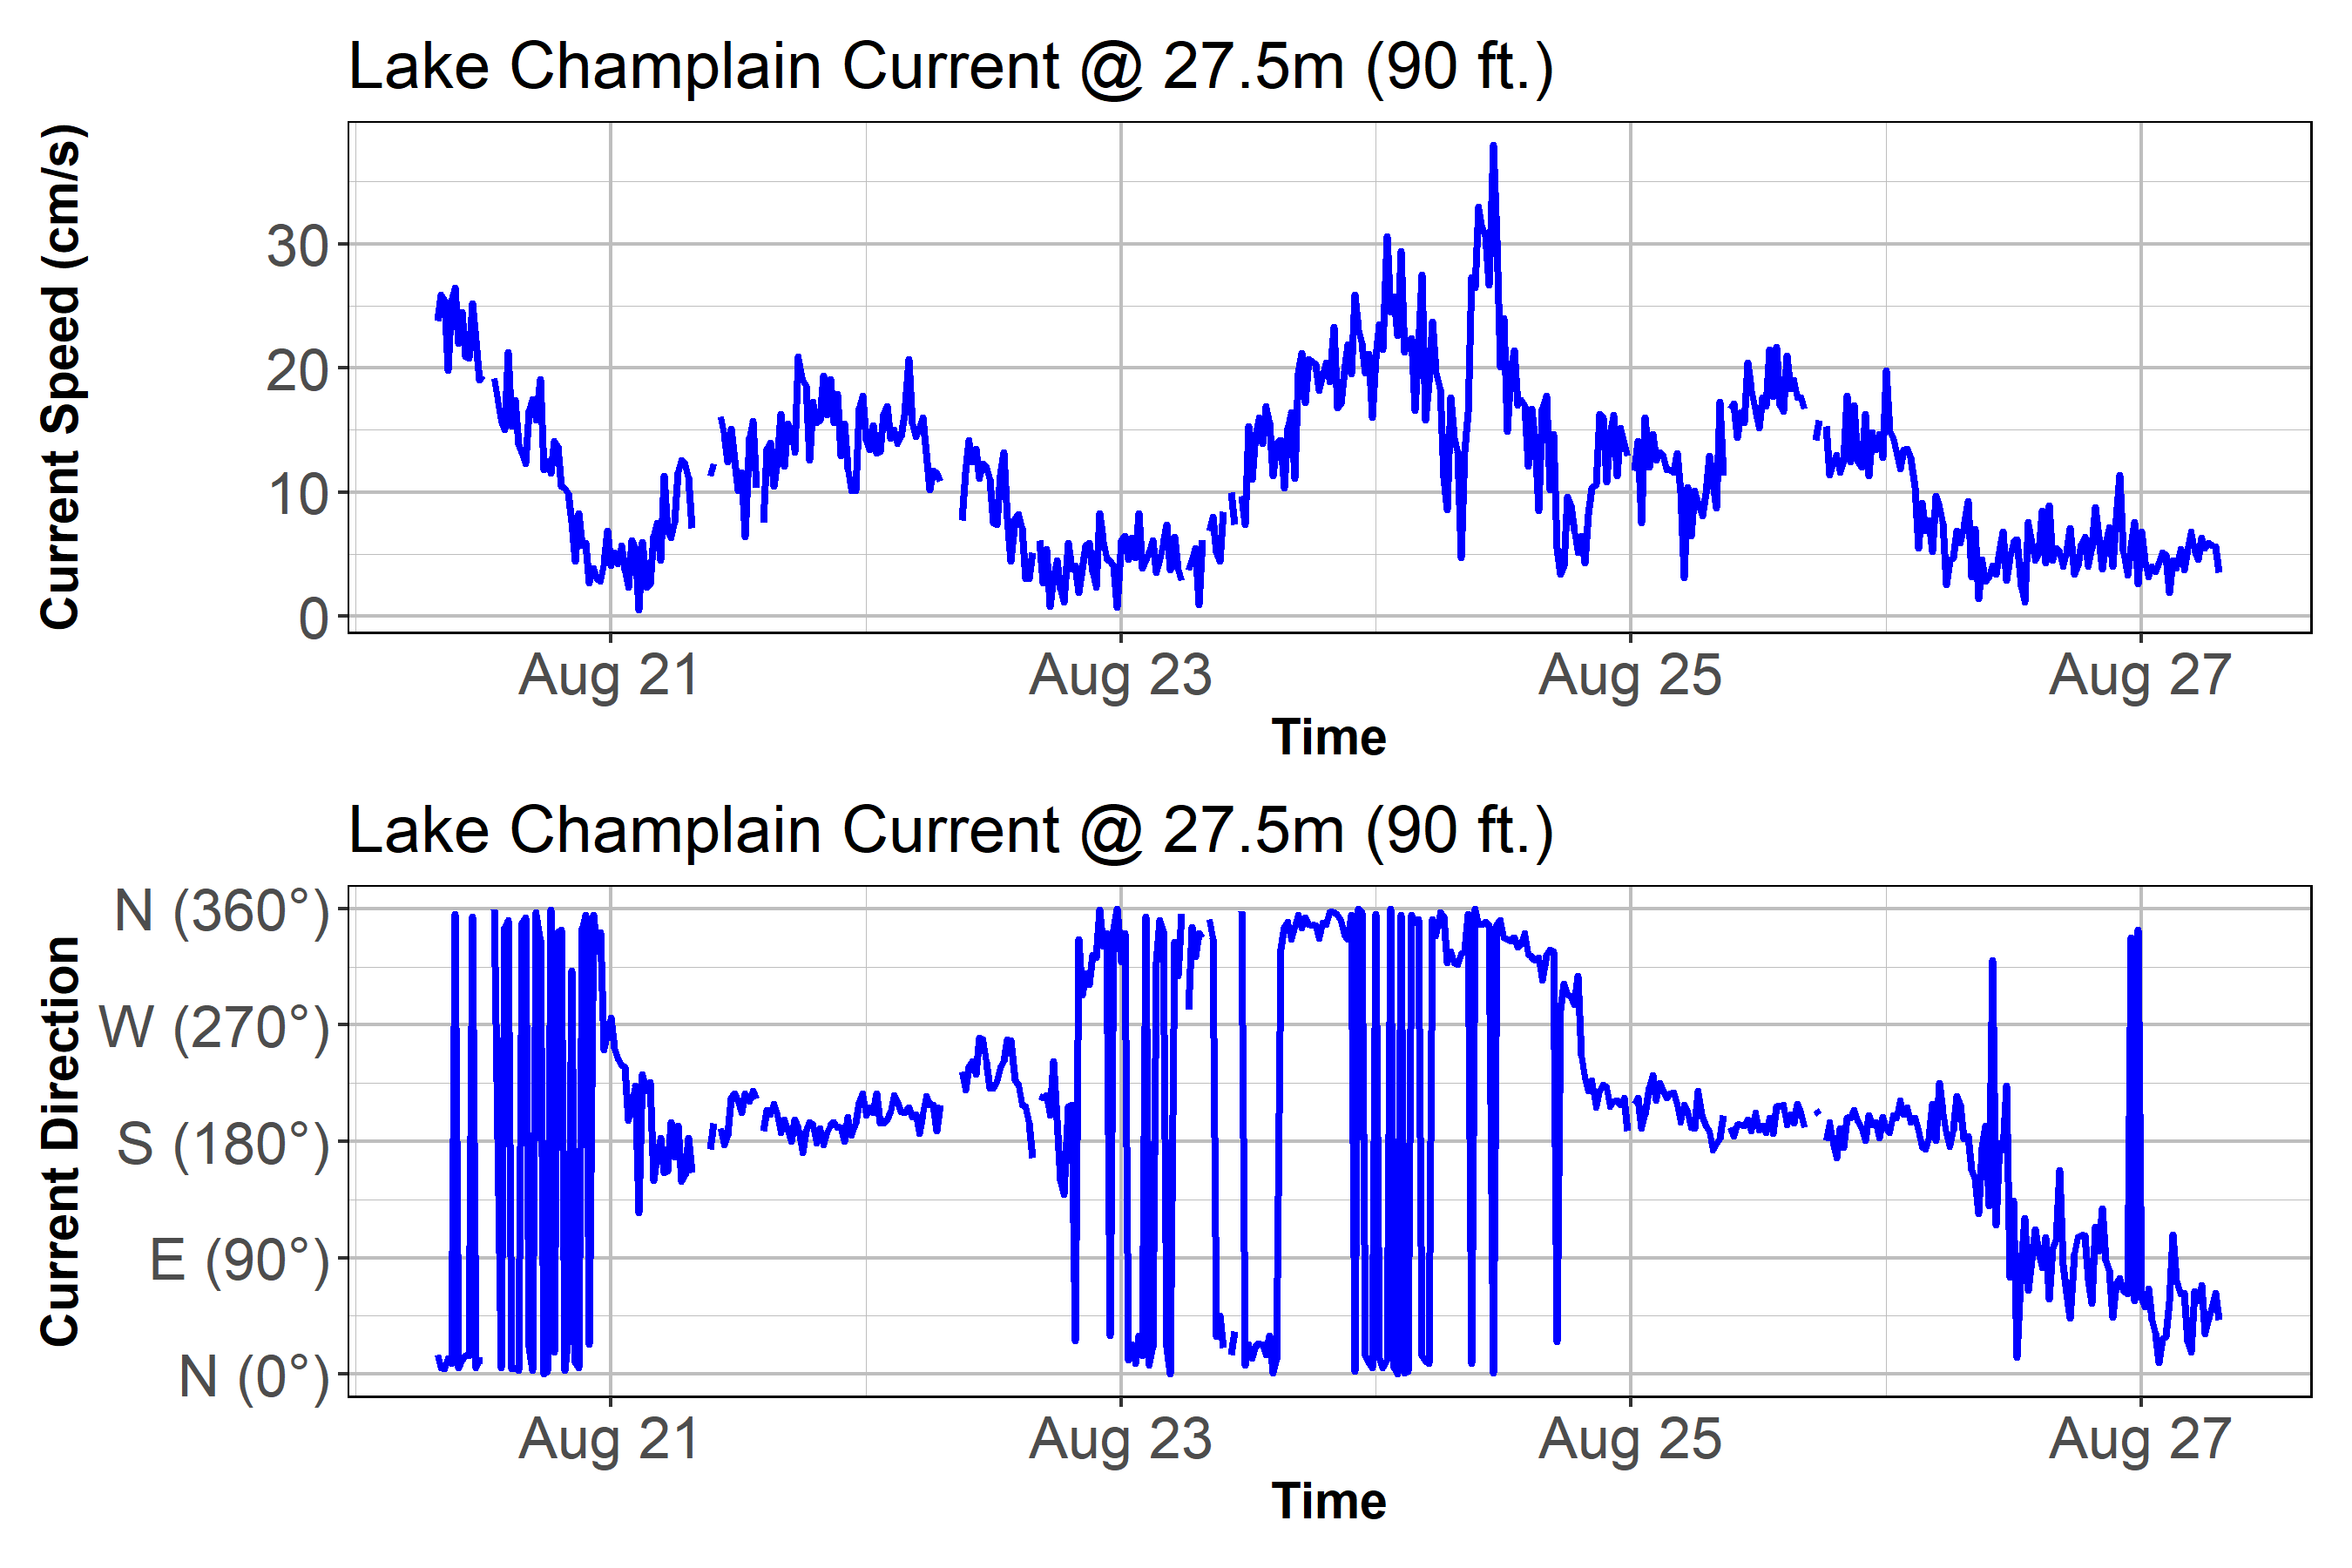 Lake Champlain Current @ 27.5m (90 ft.)
Current Speed (cm/s)
30
20
10
0
Aug 21 Aug 23 Aug 25 Aug 27
Time
Lake Champlain Current @ 27.5m (90 ft.)
Current Direction
N (360°)
W (270°)
S (180°)
E (90°)
N (0°)
Aug 21 Aug 23 Aug 25 Aug 27
Time